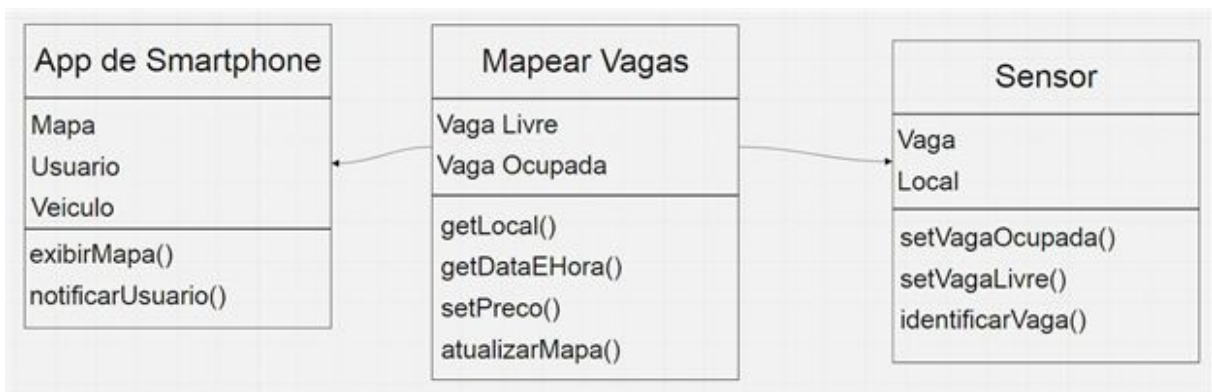 App de Smartphone
Mapa
Usuario
Veiculo
exibirMapa()
notificarUsuario()
Mapear Vagas
Vaga Livre
Vaga Ocupada
getLocal()
getDataEHora()
setPreco()
atualizarMapa()
Sensor
Vaga
Local
setVagaOcupada()
setVagaLivre()
identificarVaga()